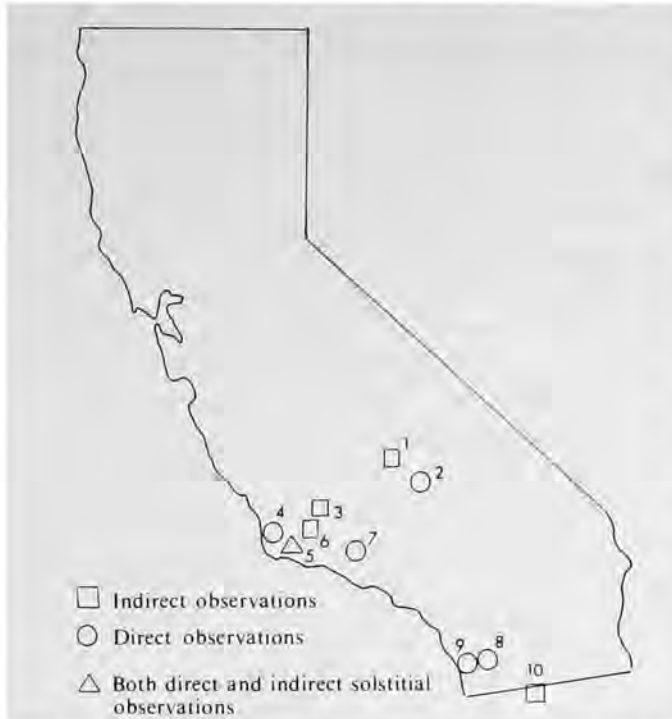 1
2
3
4
6
5
7
9
8
10
Indirect observations
Direct observations
Both direct and indirect solstitial
observations